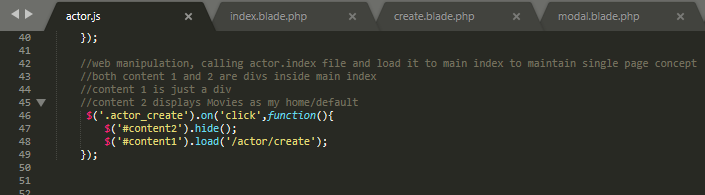 actor.js × index.blade.php × create.blade.php × modal.blade.php
40 });
41
42 //web manipulation, calling actor.index file and load it to main index to maintain single page concept
43 //both content 1 and 2 are divs inside main index
44 //content 1 is just a div
45 //content 2 displays Movies as my home/default
46 $('.actor_create').on('click',function(){
47 $('#content2').hide();
48 $('#content1').load('/actor/create');
49 });
50
51
52